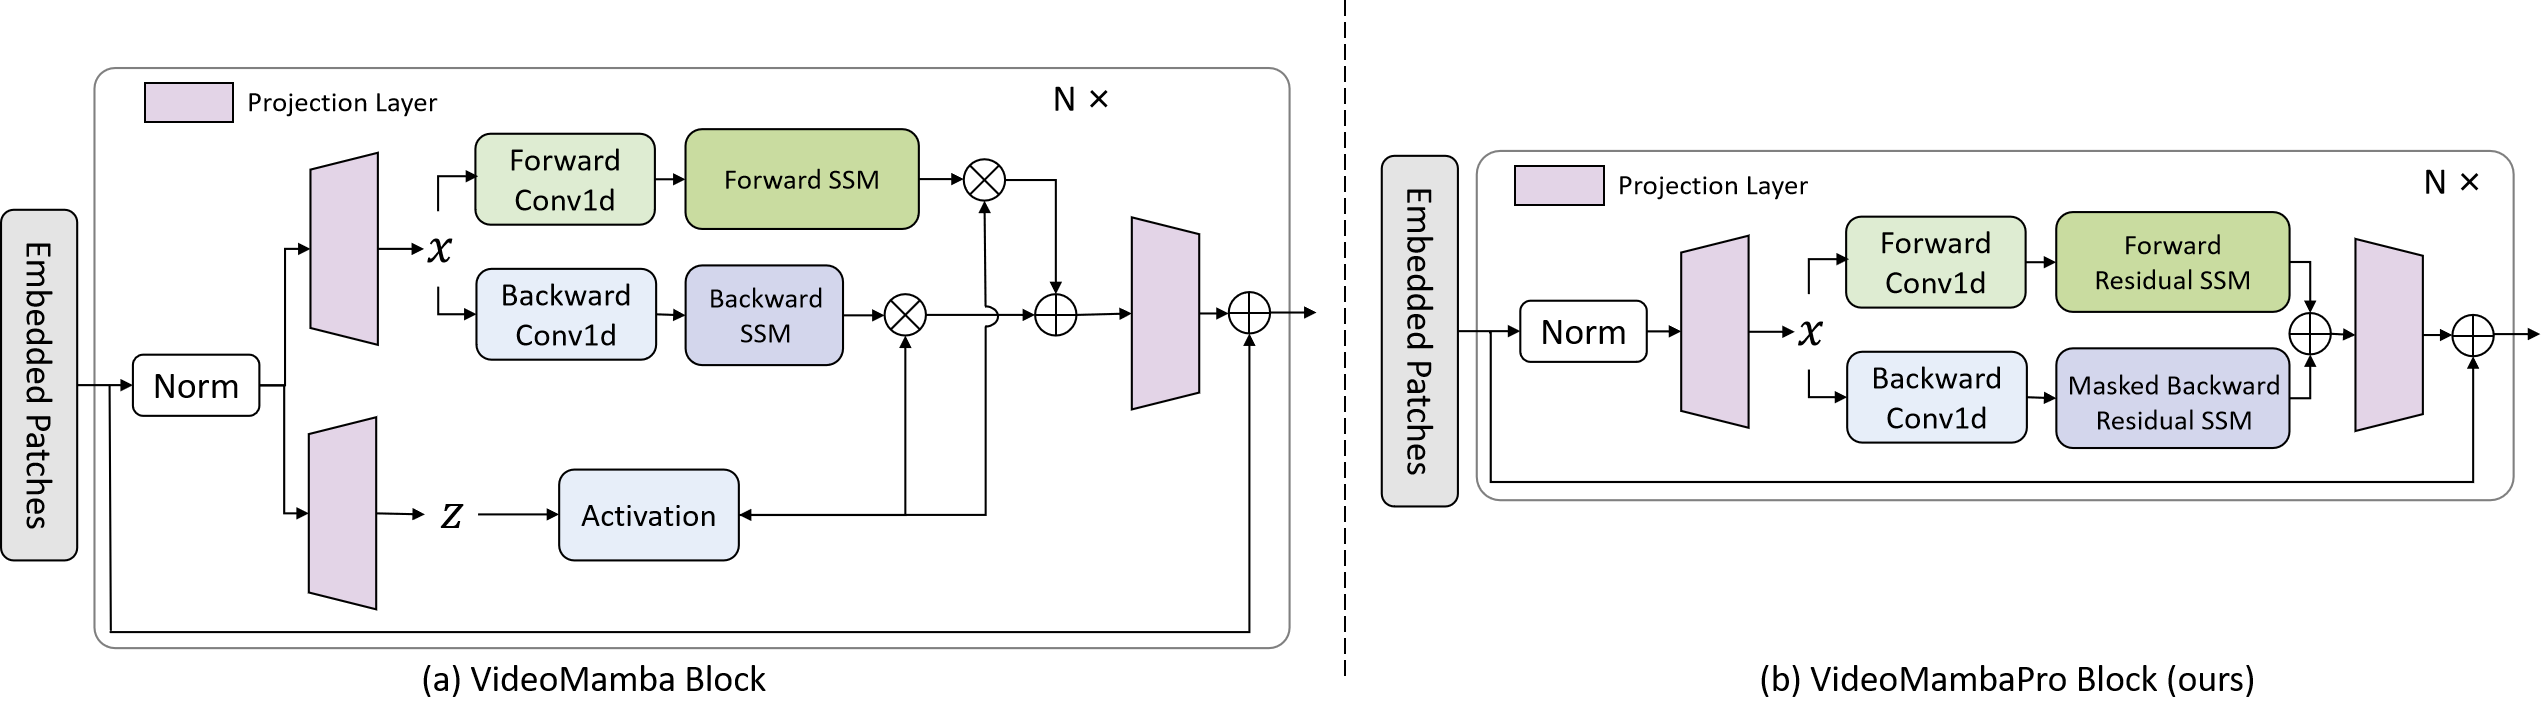 Projection Layer
N ×
Embedded Patches
Norm
x
Forward
Conv1d
Forward SSM
Backward
Conv1d
Backward
SSM
z
Activation
(a) VideoMamba Block
Projection Layer
N ×
Embedded Patches
Norm
x
Forward
Conv1d
Forward
Residual SSM
Backward
Conv1d
Masked Backward
Residual SSM
(b) VideoMambaPro Block (ours)